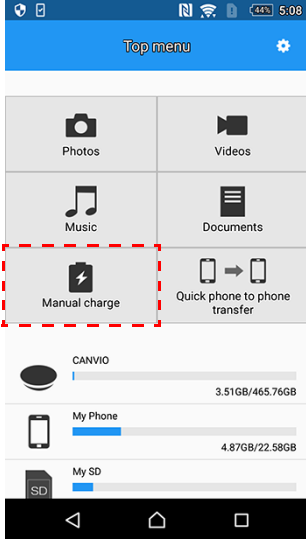 44% 5:08
Top menu
Photos Videos
Music Documents
Manual charge Quick phone to phone
transfer
CANVIO
3.51GB/465.76GB
My Phone
4.87GB/22.58GB
My SD
SD